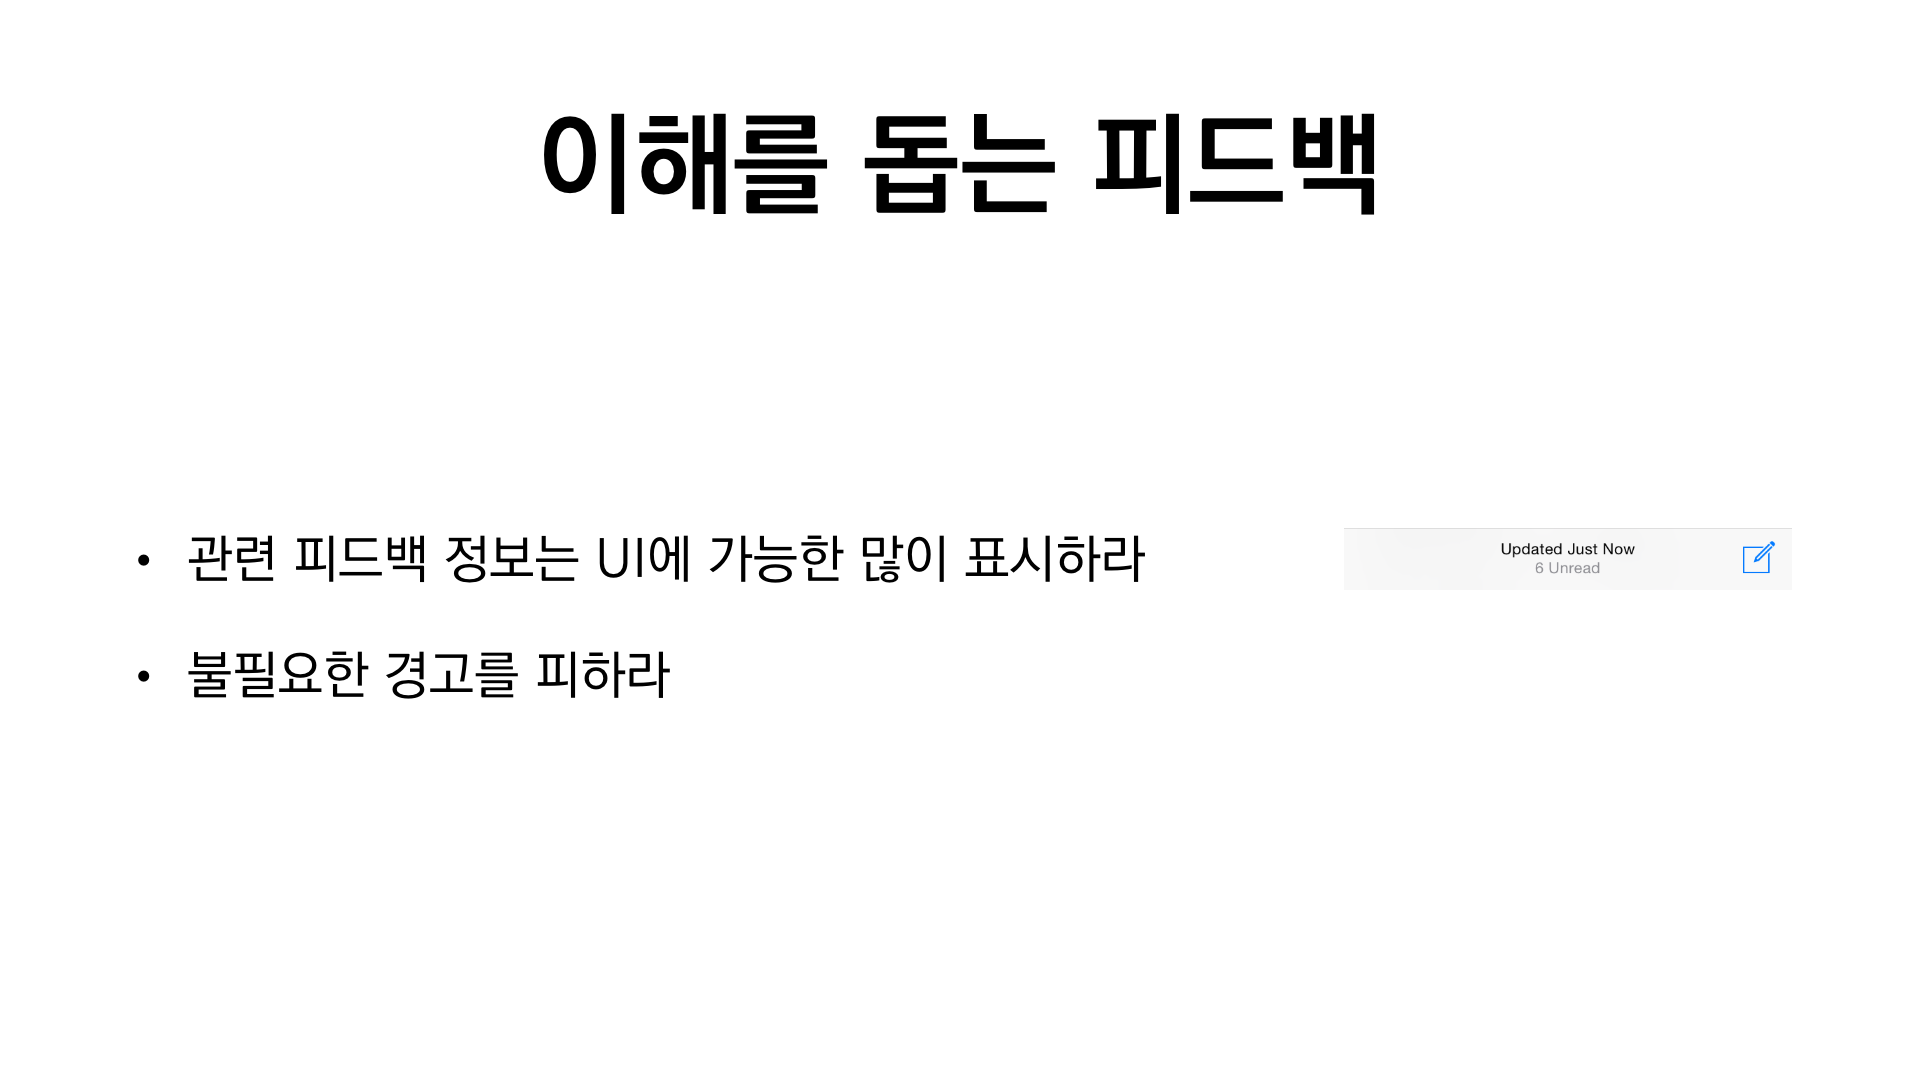 이해를 돕는 피드백
• 관련 피드백 정보는 UI에 가능한 많이 표시하라
• 불필요한 경고를 피하라
Updated Just Now
6 Unread